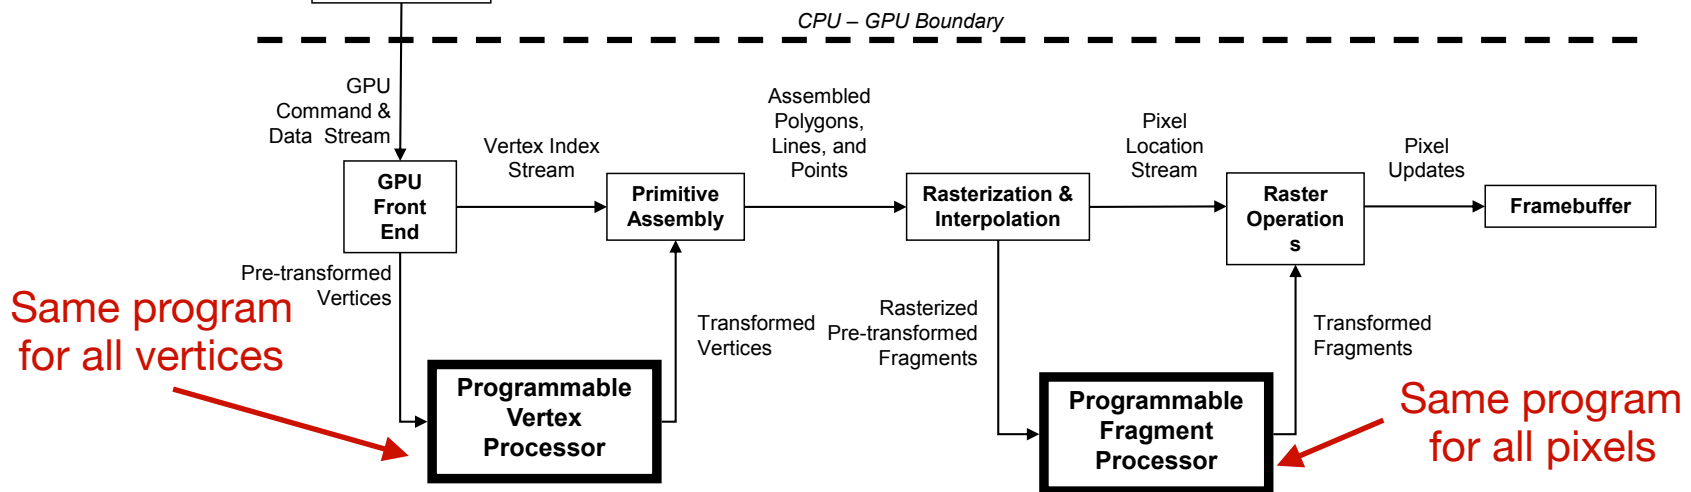 CPU – GPU Boundary
GPU
Command &
Data Stream
Vertex Index
Stream
Assembled
Polygons,
Lines, and
Points
Pixel
Location
Stream
Pixel
Updates
GPU
Front
End
Primitive
Assembly
Rasterization &
Interpolation
Raster
Operation
s
Framebuffer
Pre-transformed
Vertices
Same program
for all vertices
Transformed
Vertices
Rasterized
Pre-transformed
Fragments
Transformed
Fragments
Programmable
Vertex
Processor
Programmable
Fragment
Processor
Same program
for all pixels